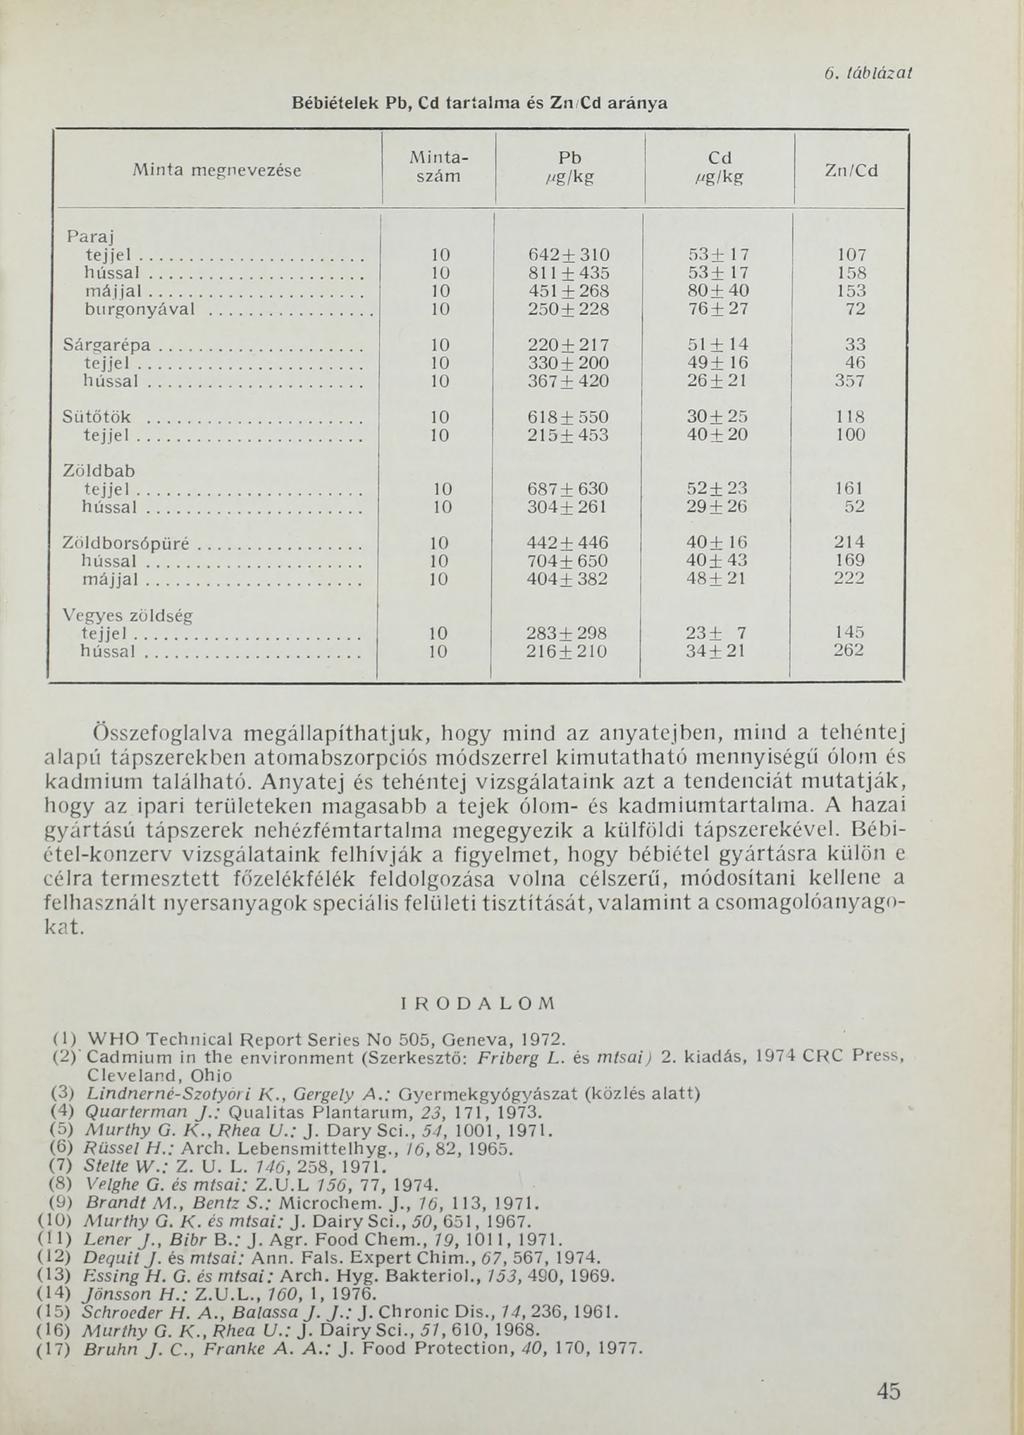 6. táblázat
Bébiételek Pb, Cd tartalma és Zn/Cd aránya
Minta megnevezése Minta- Pb Cd Zn/Cd
szám µg/kg µg/kg
Paraj
tejjel . . . . . . . . . . . . . . . . . . . . . . . 10 642±310 53±17 107
hússal . . . . . . . . . . . . . . . . . . . . . . 10 811±435 53±17 158
májjal . . . . . . . . . . . . . . . . . . . . . . 10 451±268 80±40 153
burgonyával . . . . . . . . . . . . . . . . . 10 250±228 76±27 72
Sárgarépa . . . . . . . . . . . . . . . . . . . . . 10 220±217 51±14 33
tejjel . . . . . . . . . . . . . . . . . . . . . . . 10 330±200 49±16 46
hússal . . . . . . . . . . . . . . . . . . . . . . 10 367±420 26±21 357
Sütőtök . . . . . . . . . . . . . . . . . . . . . . 10 618±550 30±25 118
tejjel . . . . . . . . . . . . . . . . . . . . . . . 10 215±453 40±20 100
Zöldbab
tejjel . . . . . . . . . . . . . . . . . . . . . . . 10 687±630 52±23 161
hússal . . . . . . . . . . . . . . . . . . . . . . 10 304±261 29±26 52
Zöldborsópüré . . . . . . . . . . . . . . . . . 10 442±446 40±16 214
hússal . . . . . . . . . . . . . . . . . . . . . . 10 704±650 40±43 169
májjal . . . . . . . . . . . . . . . . . . . . . . 10 404±382 48±21 222
Vegyes zöldség
tejjel . . . . . . . . . . . . . . . . . . . . . . . 10 283±298 23± 7 145
hússal . . . . . . . . . . . . . . . . . . . . . . 10 216±210 34±21 262
Összefoglalva megállapíthatjuk, hogy mind az anyatejben, mind a tehéntej
alapú tápszerekben atomabszorpciós módszerrel kimutatható mennyiségű ólom és
kadmium található. Anyatej és tehéntej vizsgálataink azt a tendenciát mutatják,
hogy az ipari területeken magasabb a tejek ólom- és kadmiumtartalma. A hazai
gyártású tápszerek nehézfémtartalma megegyezik a külföldi tápszerekével. Bébi-
étel-konzerv vizsgálataink felhívják a figyelmet, hogy bébiétel gyártásra külön e
célra termesztett főzelékfélék feldolgozása volna célszerű, módosítani kellene a
felhasznált nyersanyagok speciális felületi tisztítását, valamint a csomagolóanyago-
kat.
IRODALOM
(1) WHO Technical Report Series No 505, Geneva, 1972.
(2) Cadmium in the environment (Szerkesztő: Friberg L. és mtsai) 2. kiadás, 1974 CRC Press,
Cleveland, Ohio
(3) Lindnerné-Szotyori K., Gergely A.: Gyermekgyógyászat (közlés alatt)
(4) Quarterman J.: Qualitas Plantarum, 23, 171, 1973.
(5) Murthy G. K., Rhea U.: J. Dary Sci., 54, 1001, 1971.
(6) Rüssel H.: Arch. Lebensmittelhyg., 16, 82, 1965.
(7) Stelte W.: Z. U. L. 146, 258, 1971.
(8) Velghe G. és mtsai: Z.U.L 156, 77, 1974.
(9) Brandt M., Bentz S.: Microchem. J., 16, 113, 1971.
(10) Murthy G. K. és mtsai: J. Dairy Sci., 50, 651, 1967.
(11) Lener J., Bibr B.: J. Agr. Food Chem., 19, 1011, 1971.
(12) Dequit J. és mtsai: Ann. Fals. Expert Chim., 67, 567, 1974.
(13) Essing H. G. és mtsai: Arch. Hyg. Bakteriol., 153, 490, 1969.
(14) Jönsson H.: Z.U.L., 160, 1, 1976.
(15) Schroeder H. A., Balassa J. J.: J. Chronic Dis., 14, 236, 1961.
(16) Murthy G. K., Rhea U.: J. Dairy Sci., 51, 610, 1968.
(17) Bruhn J. C., Franke A. A.: J. Food Protection, 40, 170, 1977.
45